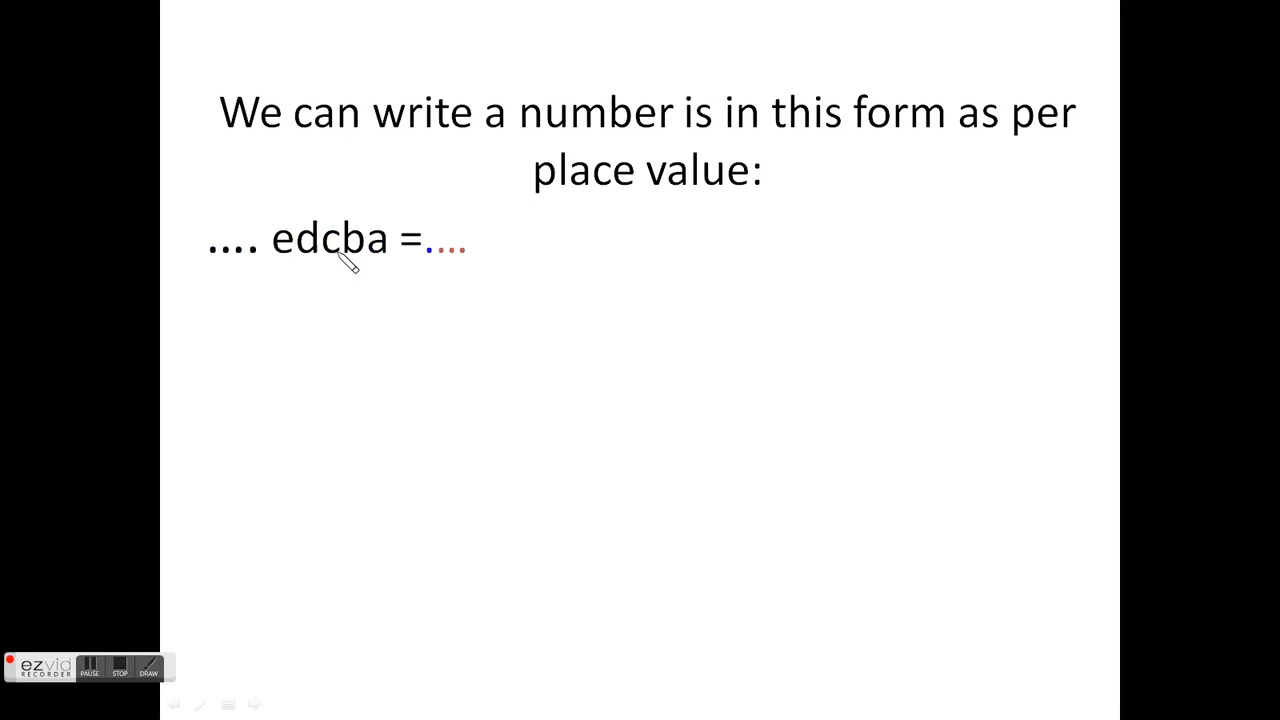 We can write a number is in this form as per
place value:
.... edcba =....
ezvid
RECORDER
PAUSE STOP DRAW